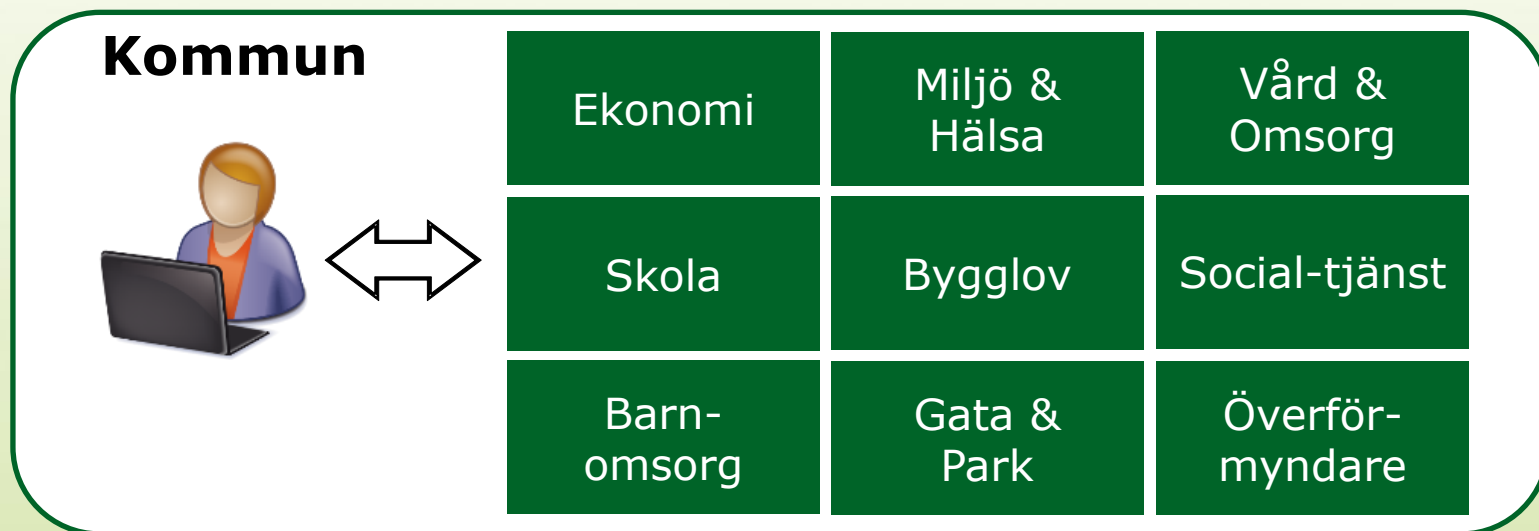 Kommun
Ekonomi
Miljö &
Hälsa
Vård &
Omsorg
Skola
Bygglov
Social-tjänst
Barn-
omsorg
Gata &
Park
Överför-
myndare